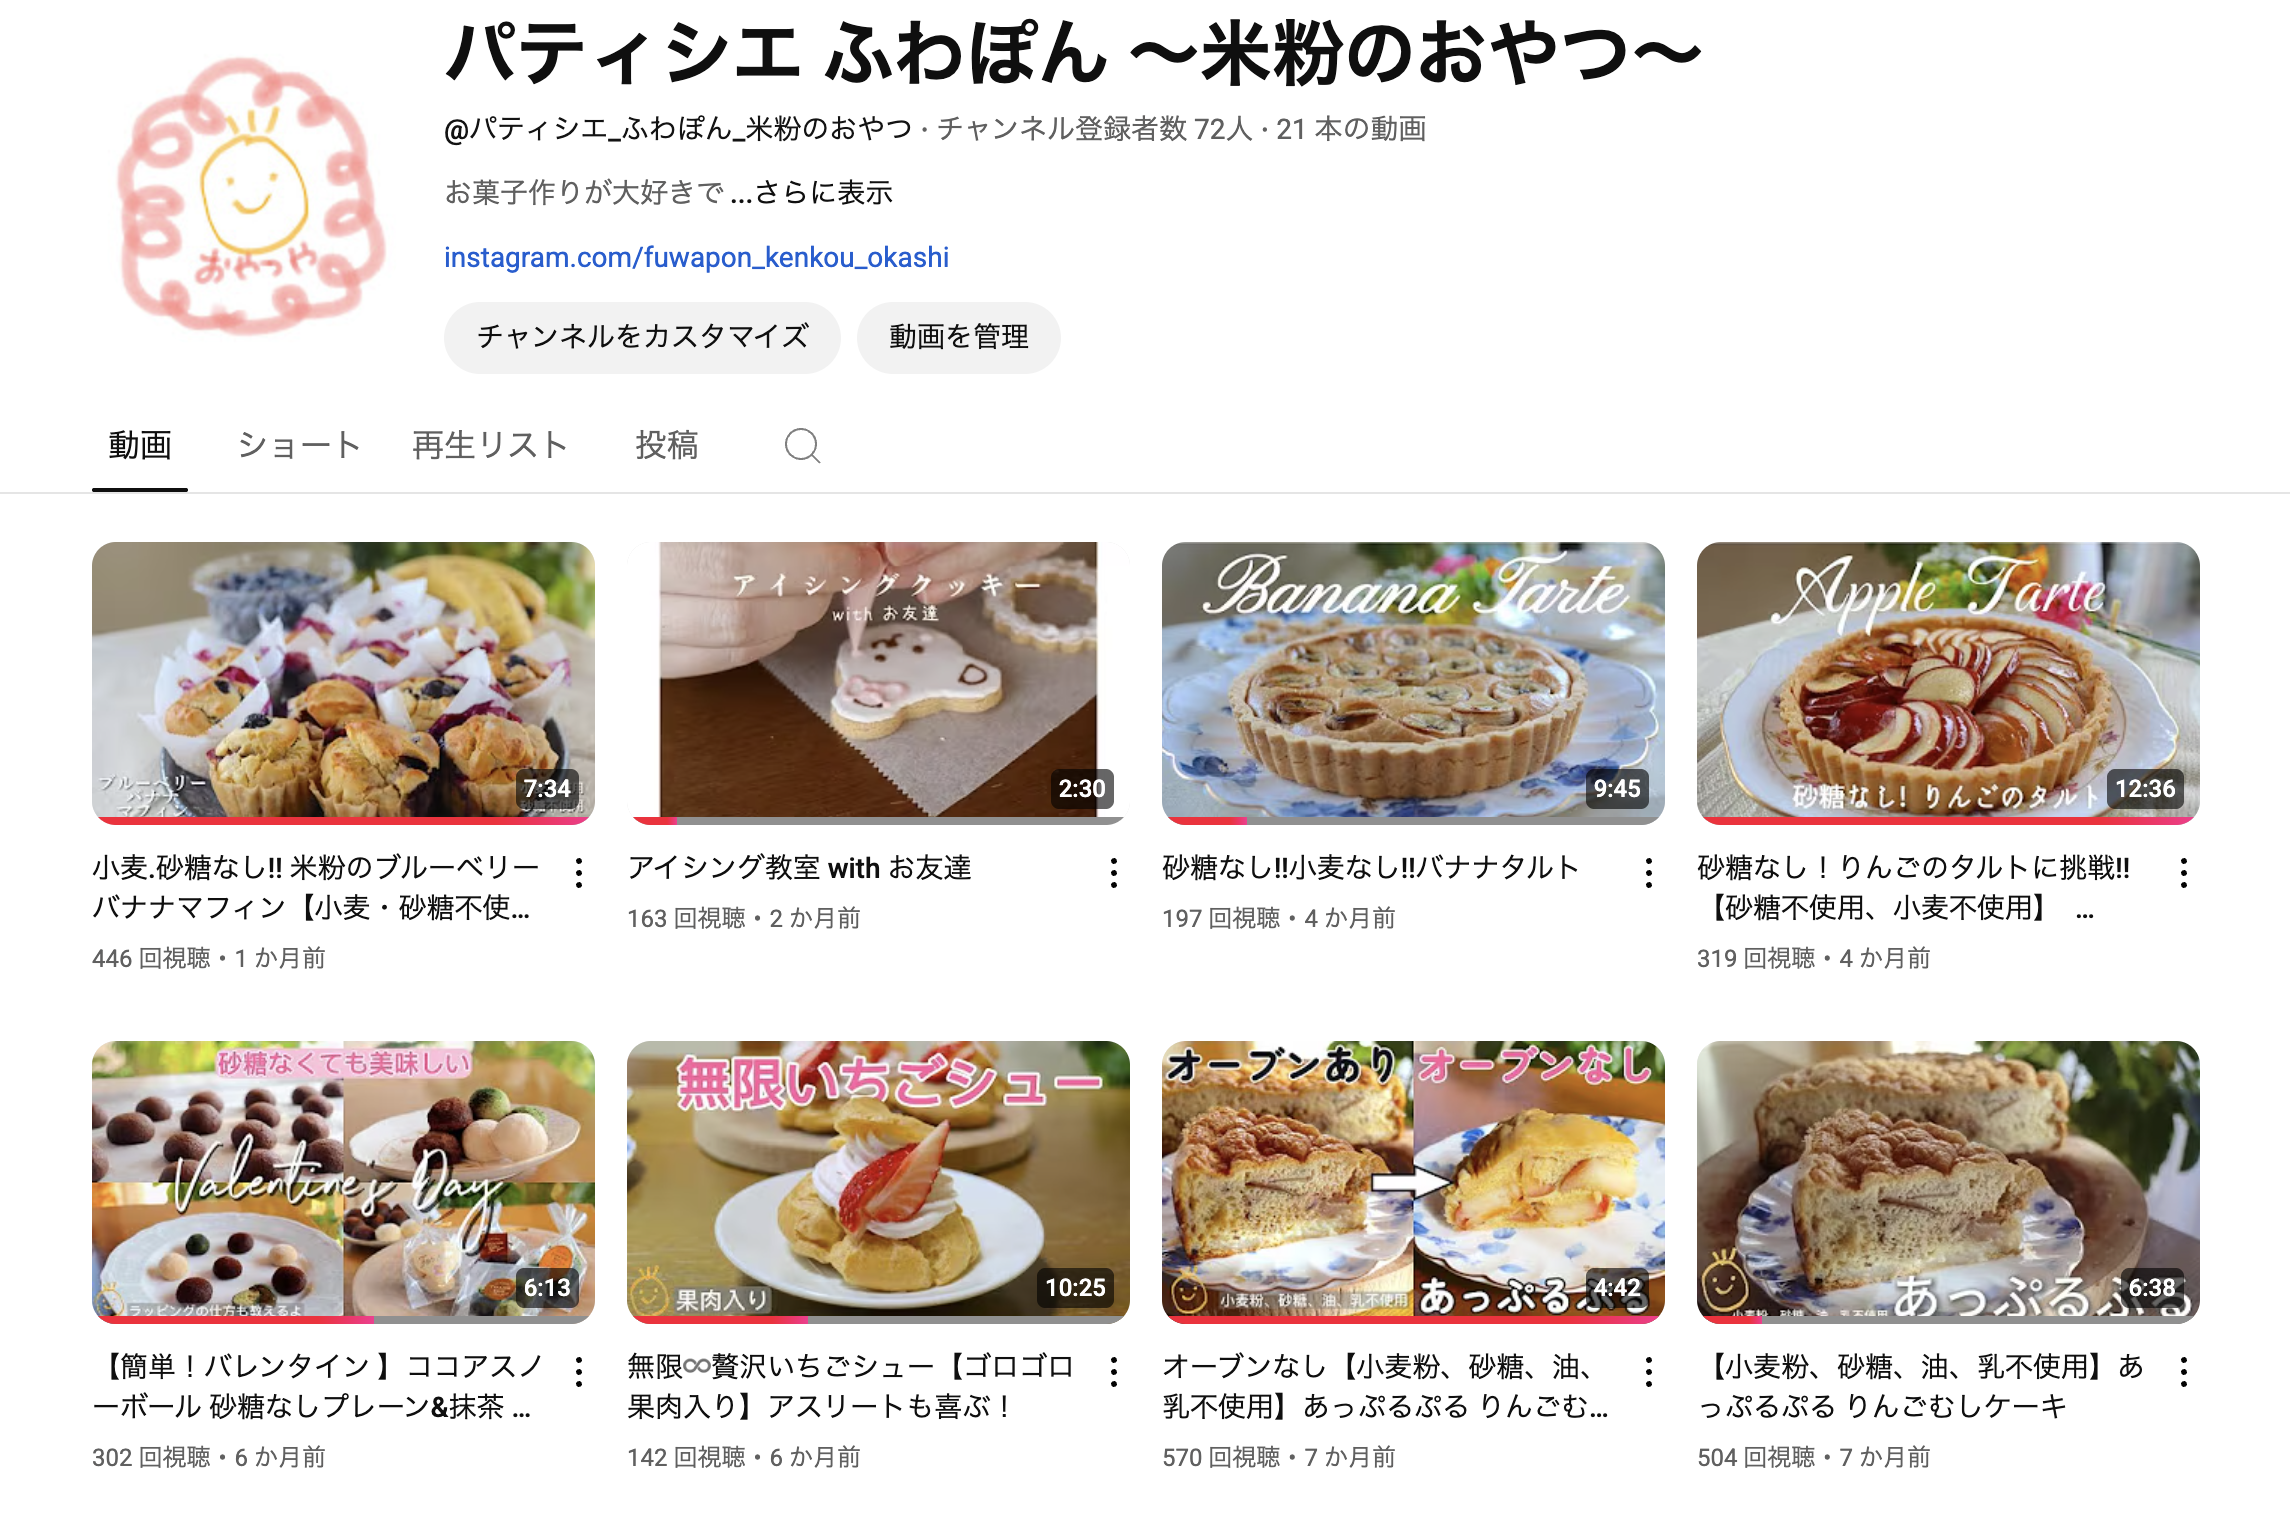 パティシエ ふわぽん 〜米粉のおやつ〜
@パティシエ_ふわぽん_米粉のおやつ · チャンネル登録者数 72人 · 21 本の動画
お菓子作りが大好きで ...さらに表示
instagram.com/fuwapon_kenkou_okashi
チャンネルをカスタマイズ
動画を管理
おやつや
動画
ショート
再生リスト
投稿
ブルーベリー
バナナ
マフィン
7:34
アイシングクッキー
with お友達
2:30
Banana Tarte
9:45
Apple Tarte
砂糖なし! りんごのタルト
12:36
小麦.砂糖なし!! 米粉のブルーベリー
バナナマフィン【小麦・砂糖不使...
446 回視聴・1 か月前
アイシング教室 with お友達
163 回視聴・2 か月前
砂糖なし!!小麦なし!!バナナタルト
197 回視聴・4 か月前
砂糖なし！りんごのタルトに挑戦!!
【砂糖不使用、小麦不使用】 ...
319 回視聴・4 か月前
砂糖なくても美味しい
Valentine's Day
ラッピングの仕方も教えるよ
6:13
無限いちごシュー
果肉入り
10:25
オーブンあり
オーブンなし
小麦粉、砂糖、油、乳不使用
あっぷるぷる
4:42
小麦粉、砂糖、油、乳不使用
あっぷるぷる
6:38
【簡単！バレンタイン 】ココアスノ
ーボール 砂糖なしプレーン&抹茶 ...
302 回視聴・6 か月前
無限♾贅沢いちごシュー【ゴロゴロ
果肉入り】アスリートも喜ぶ！
142 回視聴・6 か月前
オーブンなし【小麦粉、砂糖、油、
乳不使用】あっぷるぷる りんごむ...
570 回視聴・7 か月前
【小麦粉、砂糖、油、乳不使用】あ
っぷるぷる りんごむしケーキ
504 回視聴・7 か月前